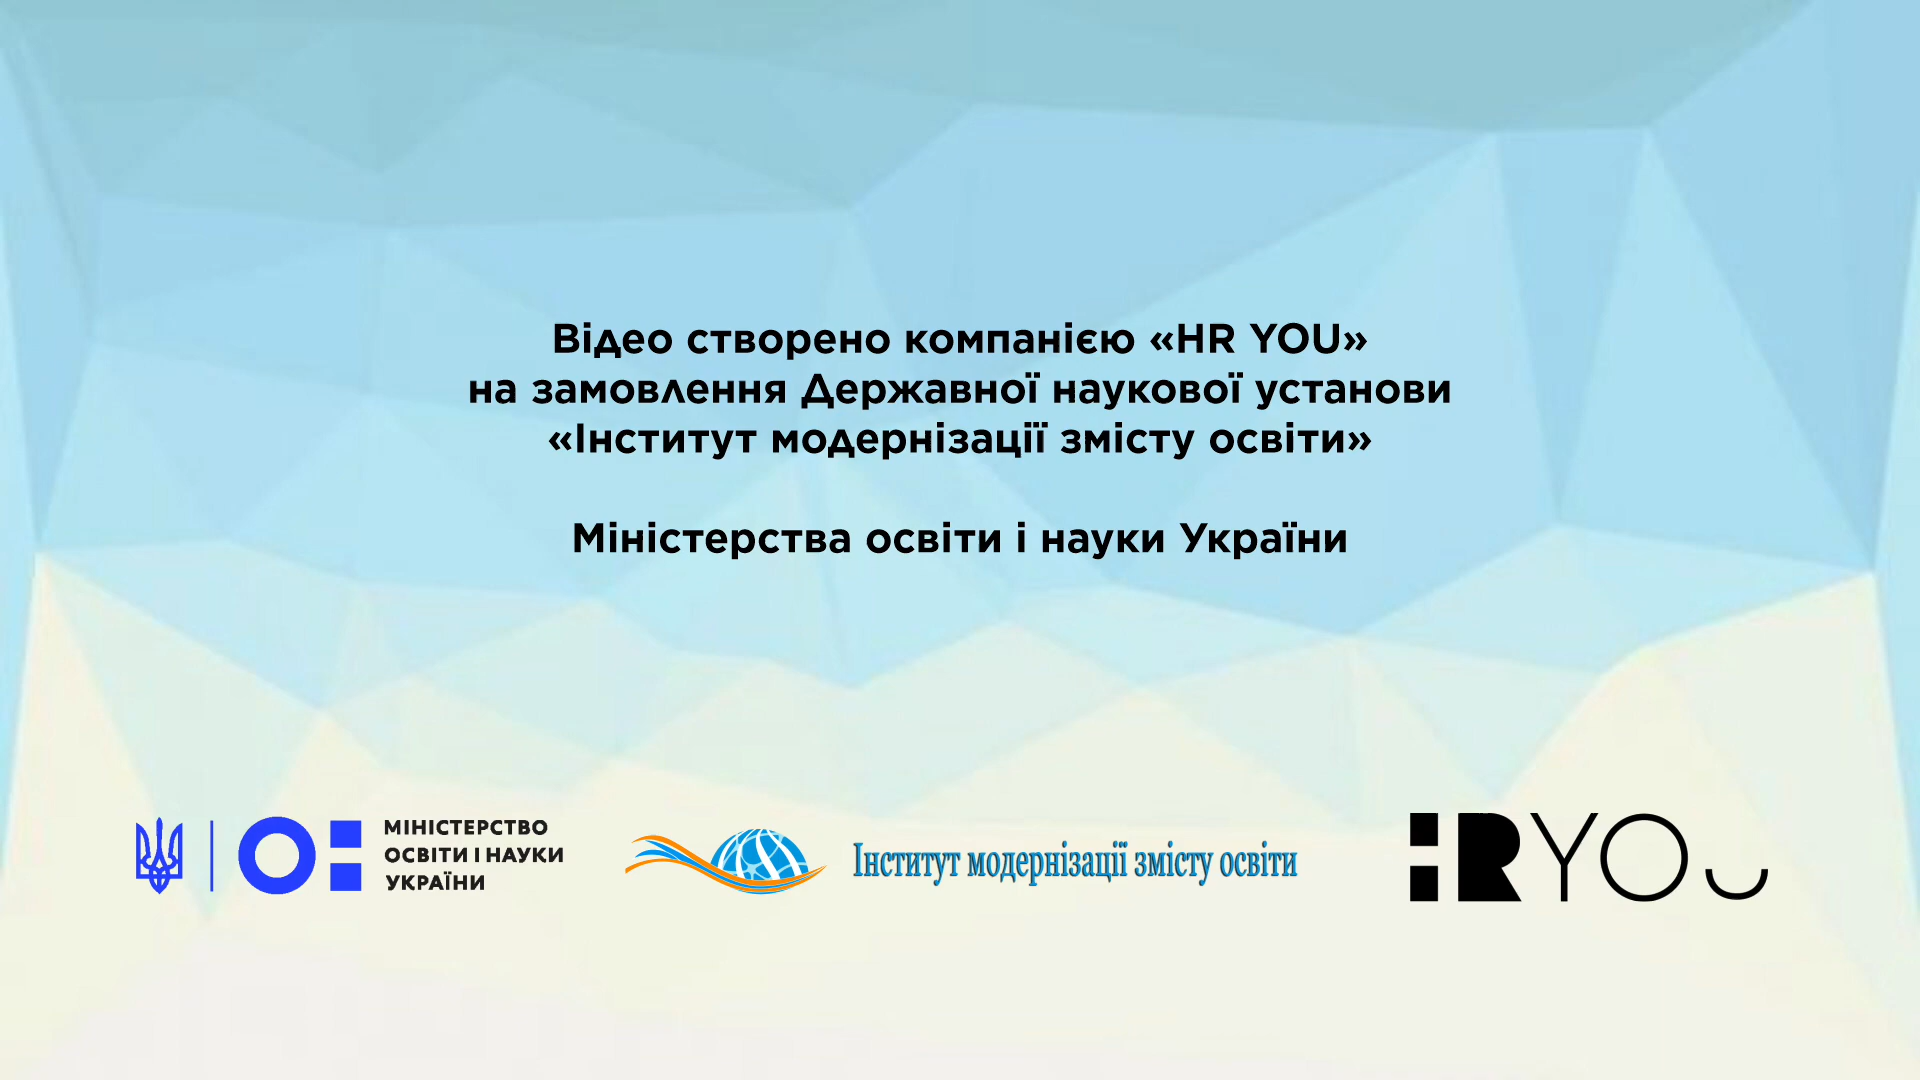 Відео створено компанією «HR YOU»
на замовлення Державної наукової установи
«Інститут модернізації змісту освіти»
Міністерства освіти і науки України
МІНІСТЕРСТВО
ОСВІТИ І НАУКИ
УКРАЇНИ
Інститут модернізації змісту освіти
HRYOU